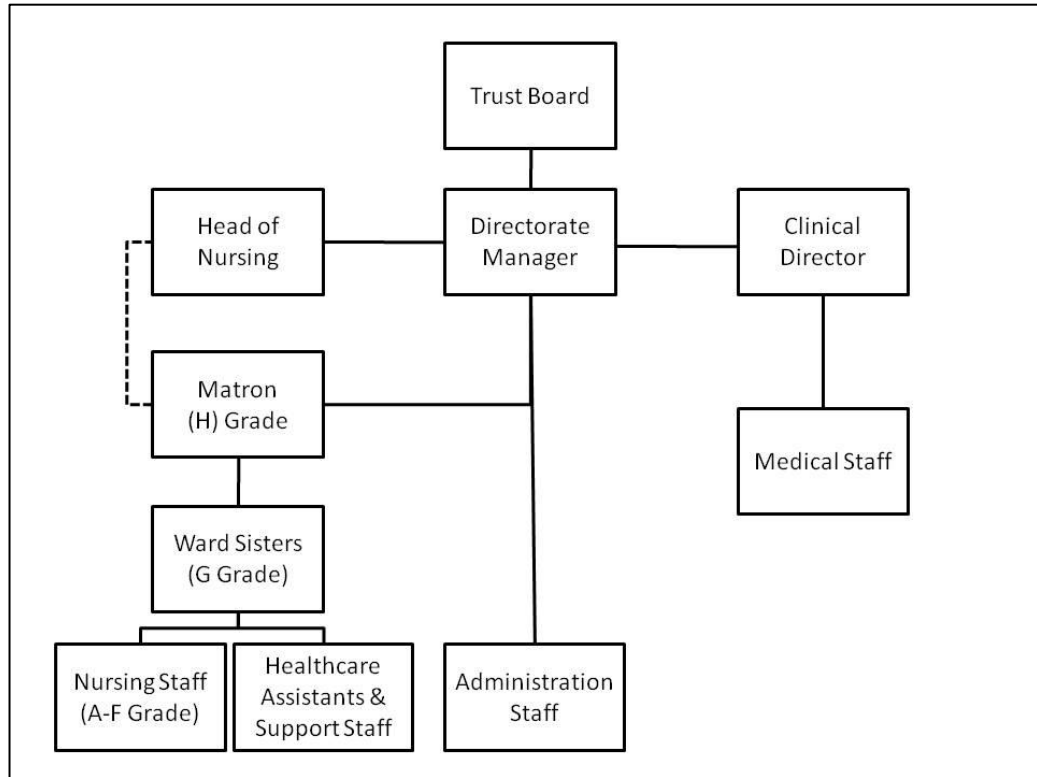 Trust Board
Head of
Nursing
Directorate
Manager
Clinical
Director
Matron
(H) Grade
Medical Staff
Ward Sisters
(G Grade)
Nursing Staff
(A-F Grade)
Healthcare
Assistants &
Support Staff
Administration
Staff